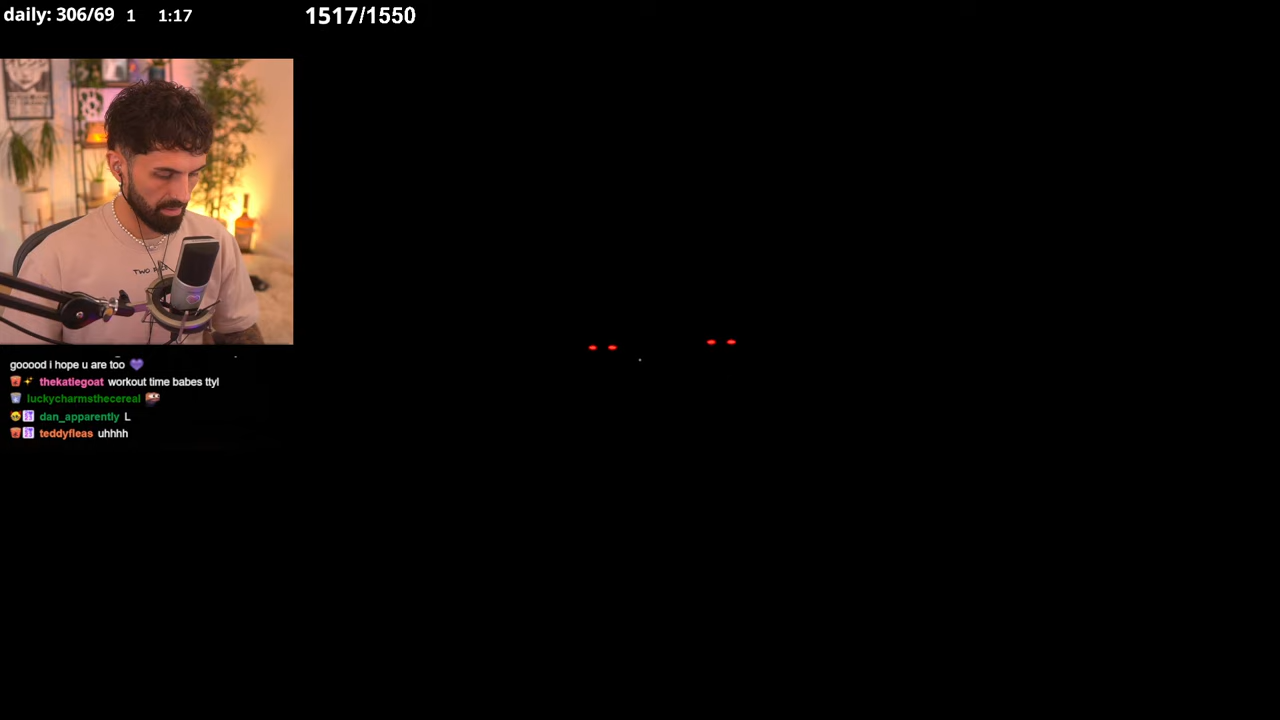 daily: 306/69 1 1:17 1517/1550
gooood i hope u are too
thekatiegoat workout time babes ttyl
luckycharmsthecereal
dan_apparently L
teddyfleas uhhhh